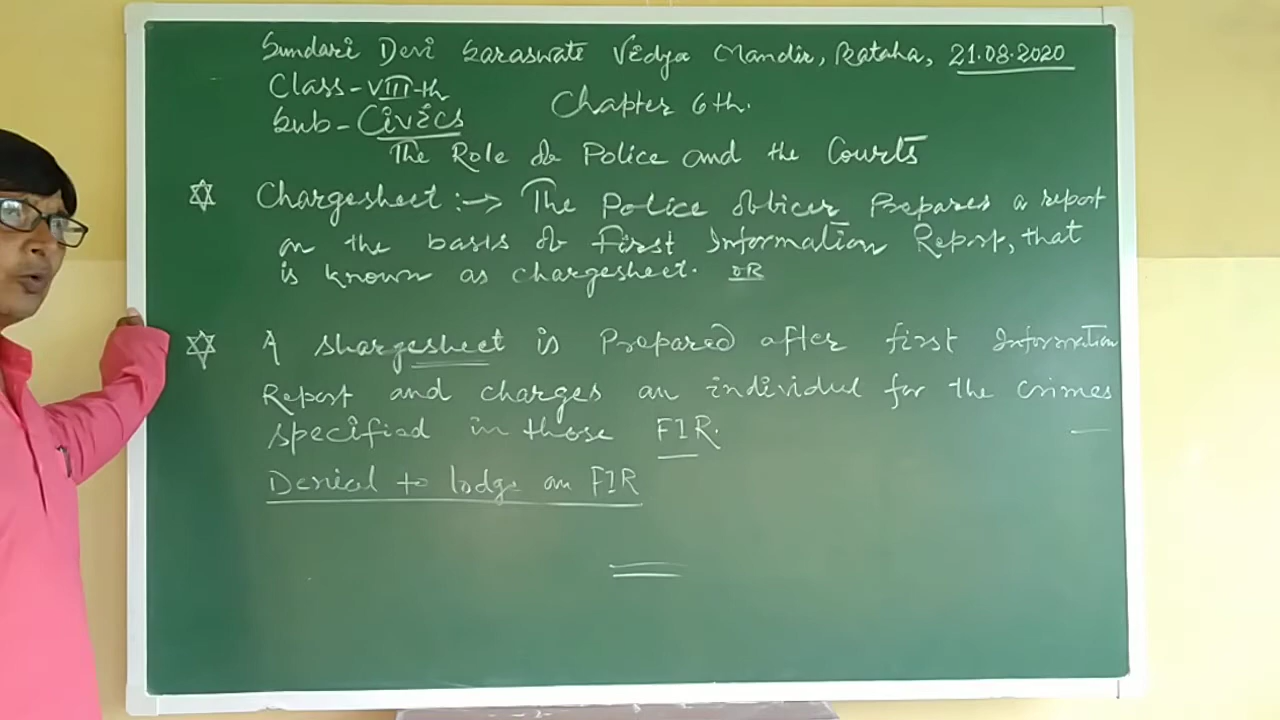 Sundari Devi Saraswate Vidya Mandir, Rataha, 21.08.2020
Class-VIII-th
Chapter 6th.
Sub-Civics
The Role of Police and the Courts
Chargesheet :-> The Police officer Prepares a report
on the basis of First Information Report, that
is known as chargesheet. OR
A shargesheet is Prepared after first Information
Report and charges an individul for the crimes
specified in those FIR.
Denial to lodge an FIR